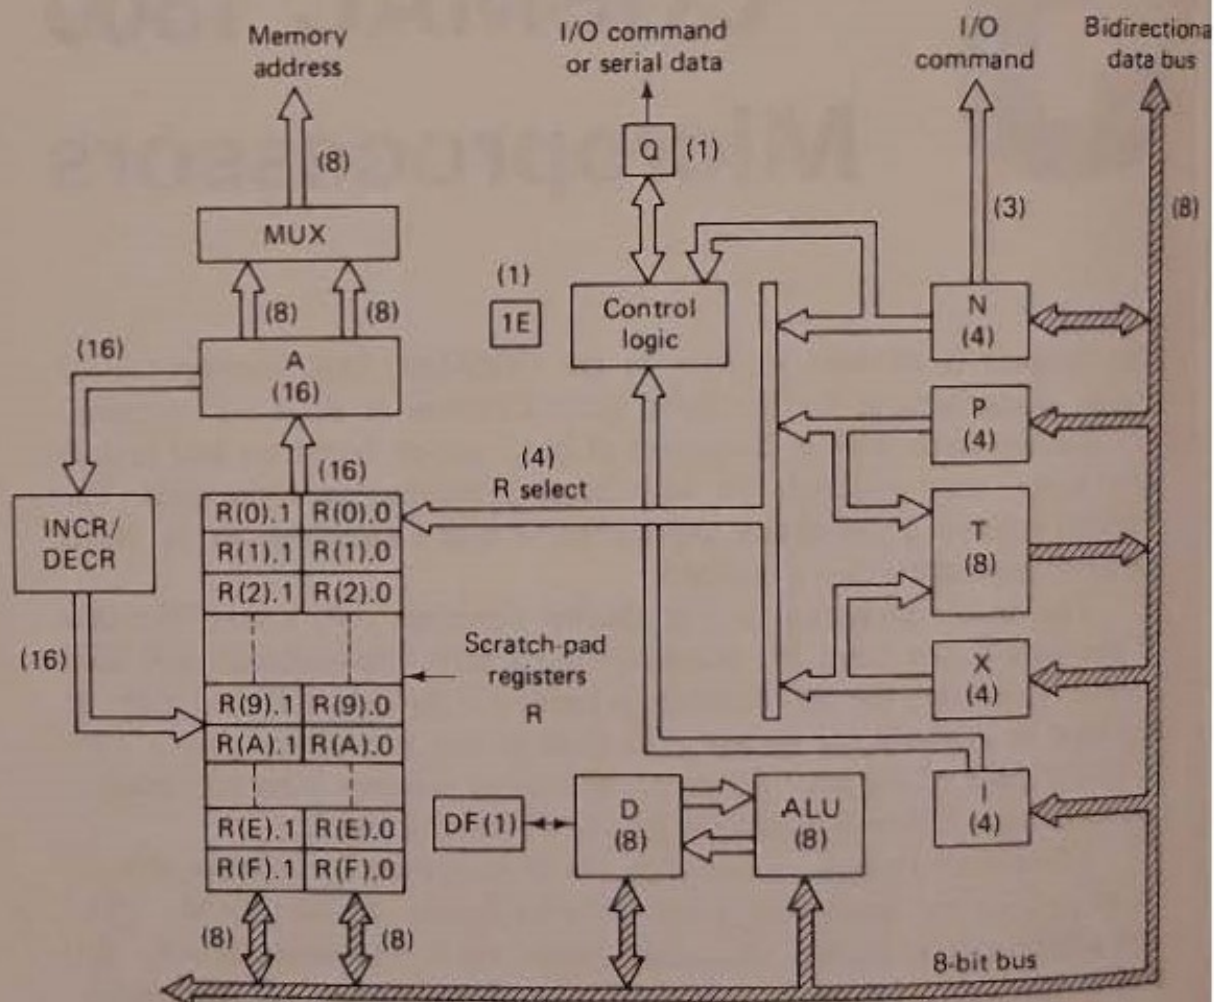 Memory
address
I/O command
or serial data
I/O
command
Bidirectiona
data bus
(8)
Q
(1)
(3)
(8)
MUX
(1)
1E
Control
logic
N
(4)
(8)
(8)
(16)
A
(16)
P
(4)
(16)
(4)
R select
INCR/
DECR
R(0).1 R(0).0
R(1).1 R(1).0
R(2).1 R(2).0
T
(8)
(16)
Scratch-pad
registers
R
X
(4)
R(9).1 R(9).0
R(A).1 R(A).0
DF(1)
D
(8)
ALU
(8)
I
(4)
R(E).1 R(E).0
R(F).1 R(F).0
(8)
(8)
8-bit bus
Microprocessors